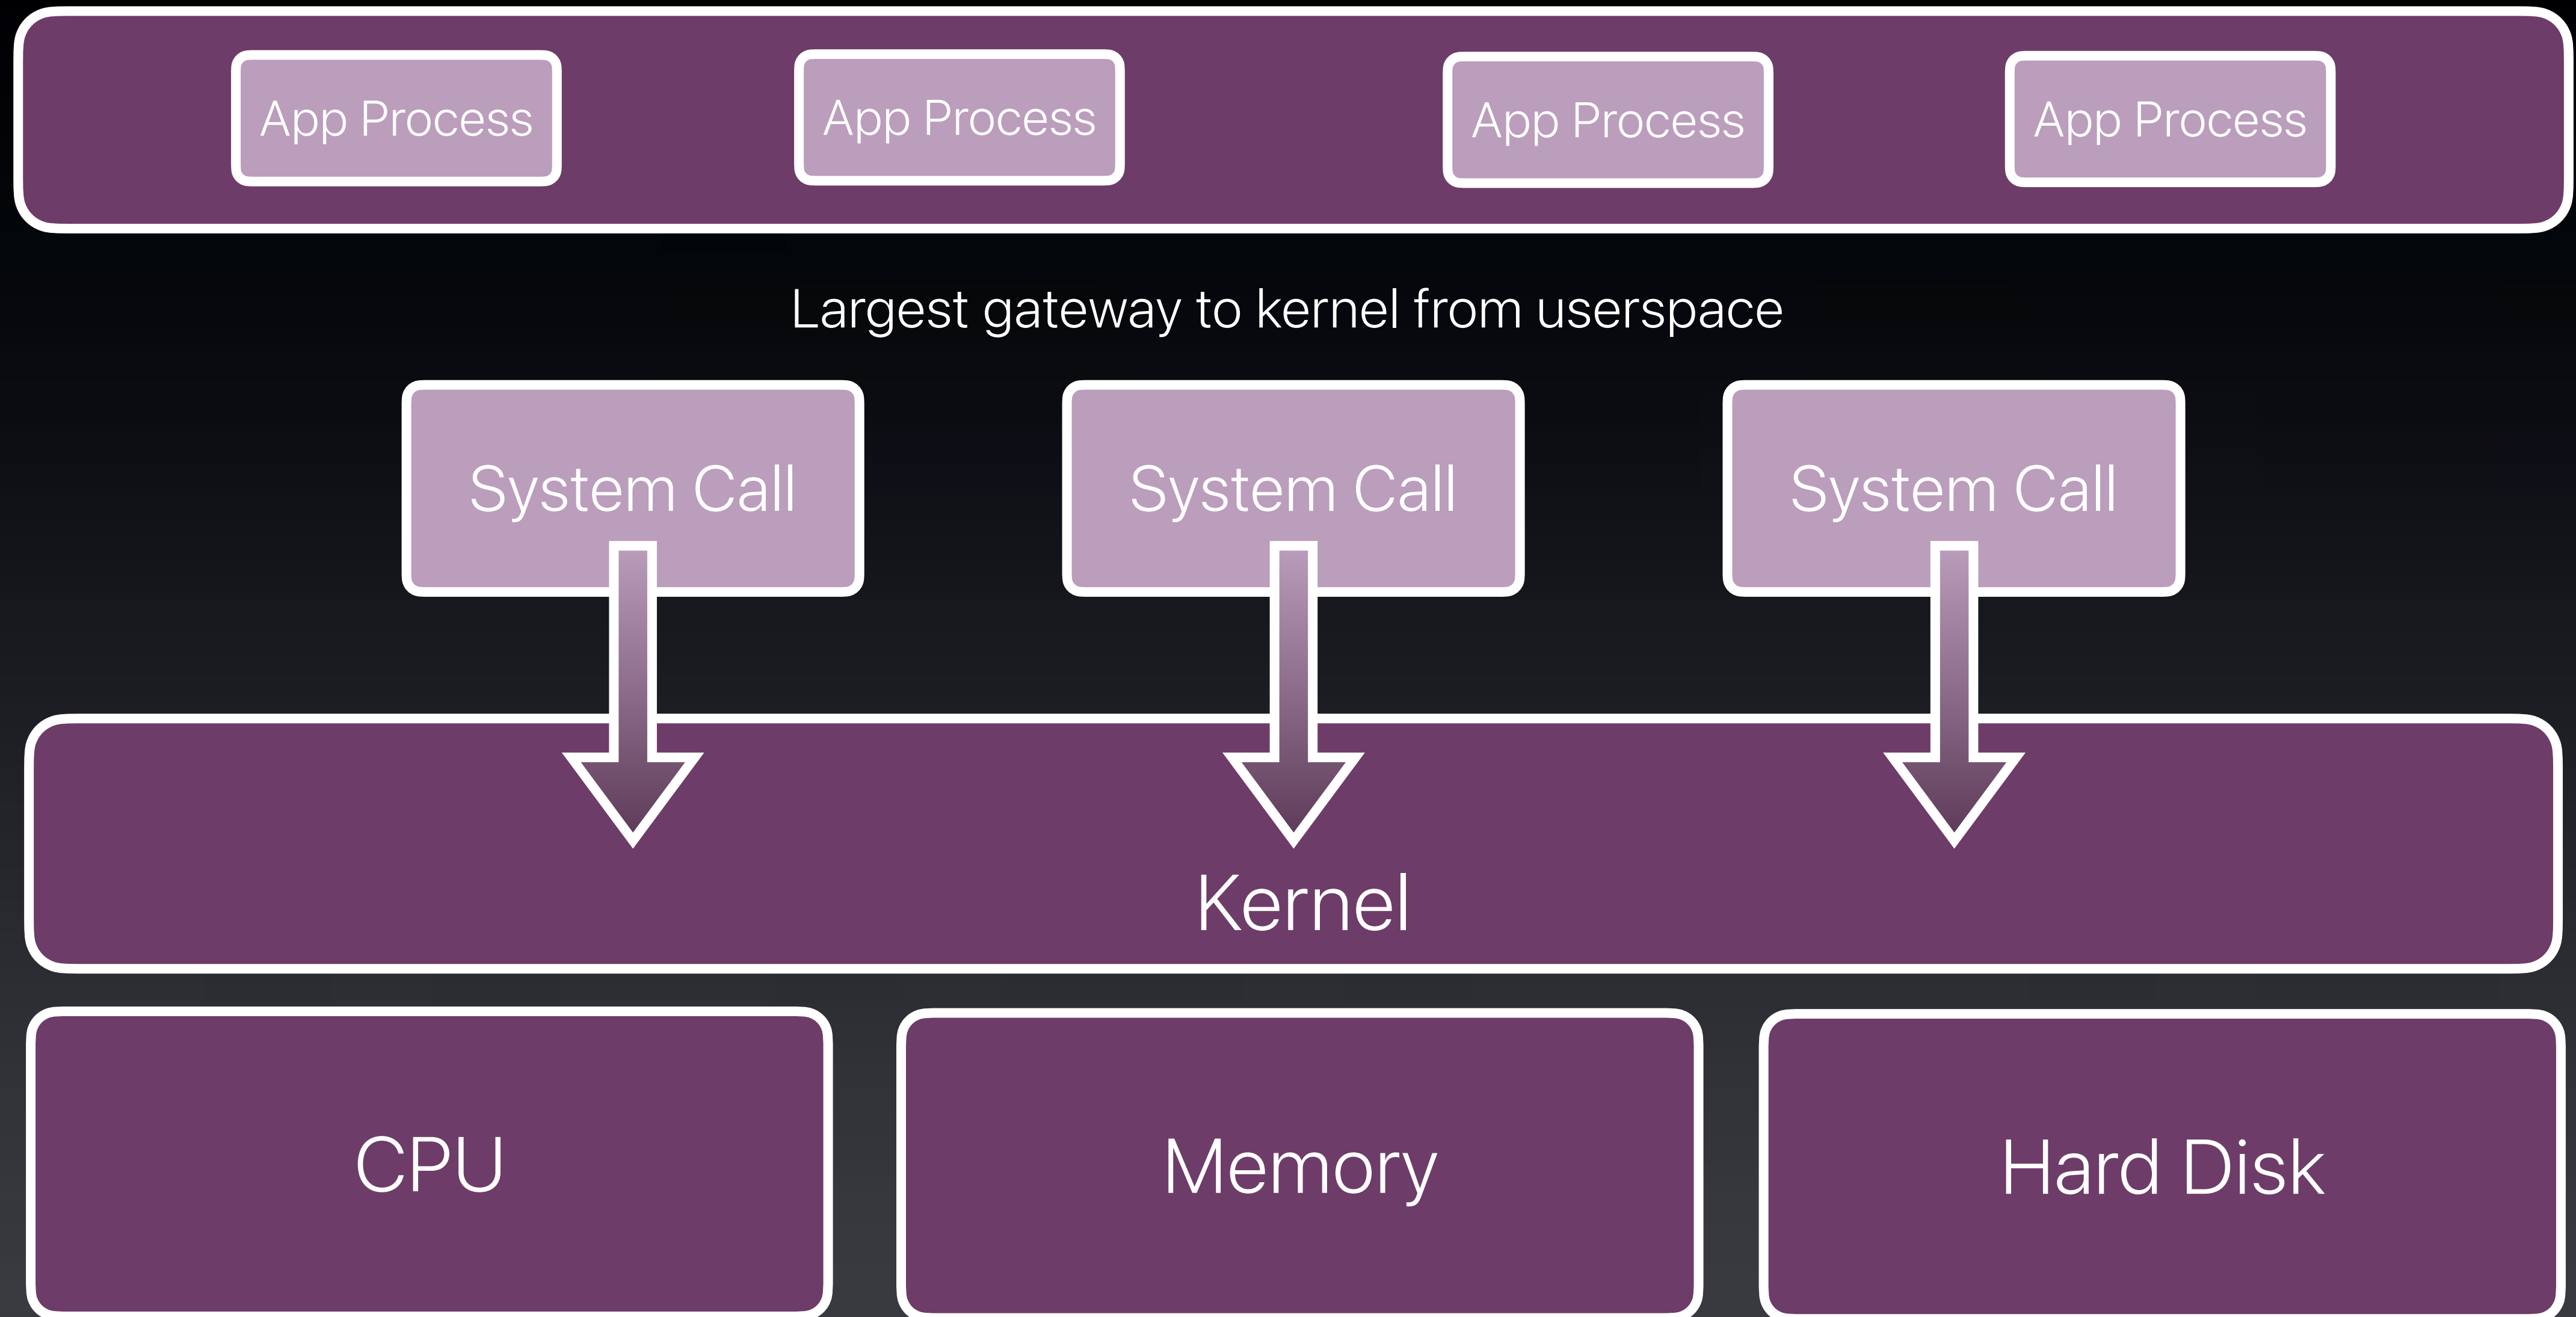 App Process
App Process
App Process
App Process
Largest gateway to kernel from userspace
System Call
System Call
System Call
Kernel
CPU
Memory
Hard Disk